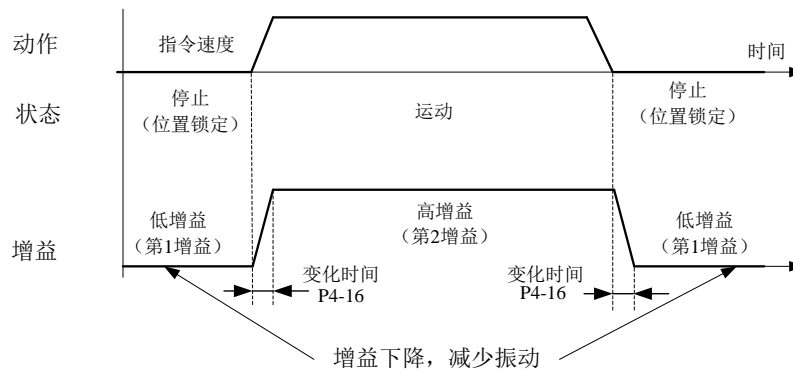 动作
指令速度
时间
状态
停止
（位置锁定）
运动
停止
（位置锁定）
增益
低增益
（第1增益）
高增益
（第2增益）
低增益
（第1增益）
变化时间
P4-16
变化时间
P4-16
增益下降，减少振动